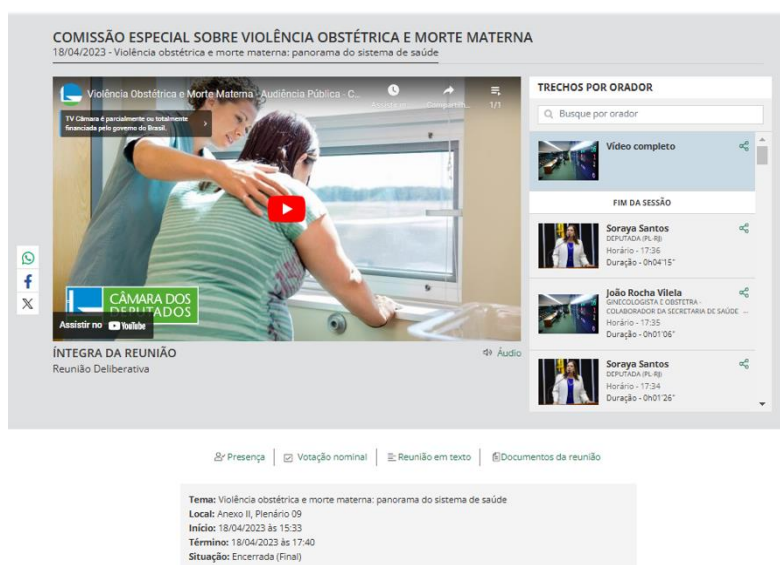 COMISSÃO ESPECIAL SOBRE VIOLÊNCIA OBSTÉTRICA E MORTE MATERNA
18/04/2023 - Violência obstétrica e morte materna: panorama do sistema de saúde
Violência Obstétrica e Morte Materna - Audiência Pública - C...
Assistir
Compartilh...
1/1
TV Câmara é parcialmente ou totalmente
financiada pelo governo do Brasil.
CÂMARA DOS
DEPUTADOS
Assistir no YouTube
ÍNTEGRA DA REUNIÃO
Áudio
Reunião Deliberativa
TRECHOS POR ORADOR
Busque por orador
Vídeo completo
FIM DA SESSÃO
Soraya Santos
DEPUTADA (PL-RJ)
Horário - 17:36
Duração - 0h04'15"
João Rocha Vilela
GINECOLOGISTA E OBSTETRA -
COLABORADOR DA SECRETARIA DE SAÚDE ...
Horário - 17:35
Duração - 0h01'06"
Soraya Santos
DEPUTADA (PL-RJ)
Horário - 17:34
Duração - 0h01'26"
Presença
Votação nominal
Reunião em texto
Documentos da reunião
Tema: Violência obstétrica e morte materna: panorama do sistema de saúde
Local: Anexo II, Plenário 09
Início: 18/04/2023 às 15:33
Término: 18/04/2023 às 17:40
Situação: Encerrada (Final)